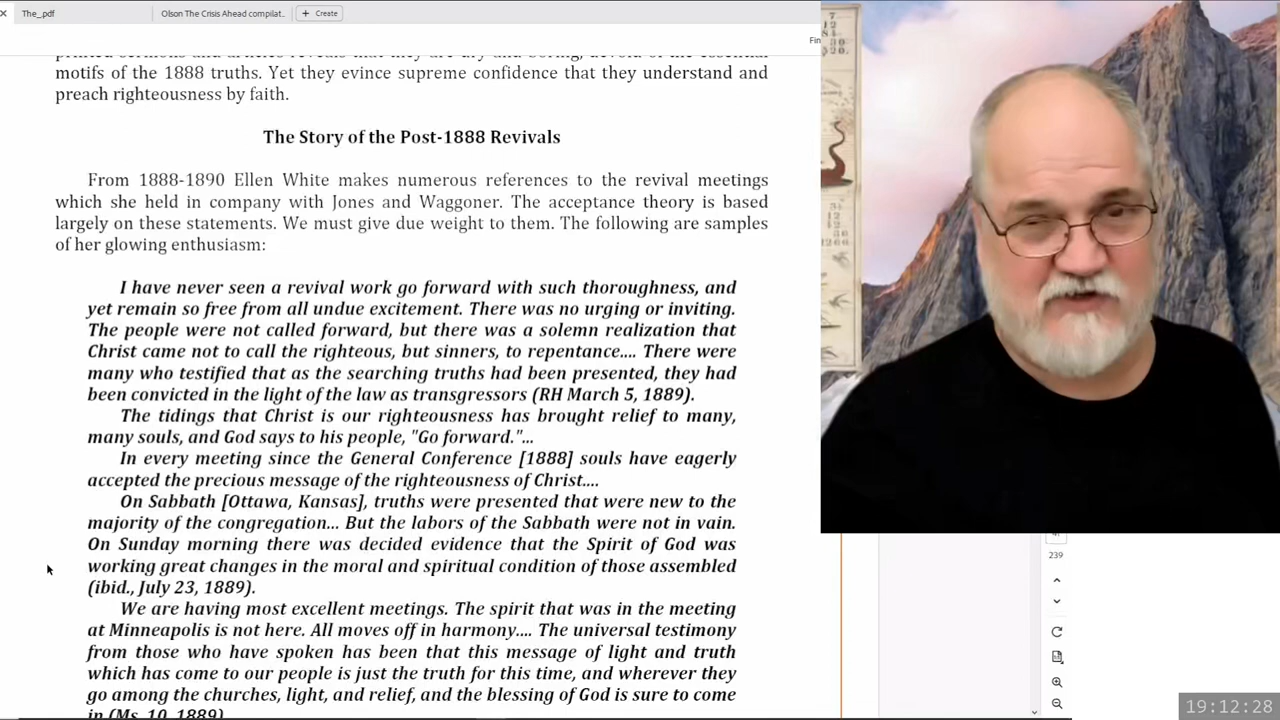 The_.pdf
Olson The Crisis Ahead compilat..
+ Create
Fin
motifs of the 1888 truths. Yet they evince supreme confidence that they understand and
preach righteousness by faith.
The Story of the Post-1888 Revivals
From 1888-1890 Ellen White makes numerous references to the revival meetings
which she held in company with Jones and Waggoner. The acceptance theory is based
largely on these statements. We must give due weight to them. The following are samples
of her glowing enthusiasm:
I have never seen a revival work go forward with such thoroughness, and
yet remain so free from all undue excitement. There was no urging or inviting.
The people were not called forward, but there was a solemn realization that
Christ came not to call the righteous, but sinners, to repentance.... There were
many who testified that as the searching truths had been presented, they had
been convicted in the light of the law as transgressors (RH March 5, 1889).
The tidings that Christ is our righteousness has brought relief to many,
many souls, and God says to his people, "Go forward."...
In every meeting since the General Conference [1888] souls have eagerly
accepted the precious message of the righteousness of Christ....
On Sabbath [Ottawa, Kansas], truths were presented that were new to the
majority of the congregation... But the labors of the Sabbath were not in vain.
On Sunday morning there was decided evidence that the Spirit of God was
working great changes in the moral and spiritual condition of those assembled
(ibid., July 23, 1889).
We are having most excellent meetings. The spirit that was in the meeting
at Minneapolis is not here. All moves off in harmony.... The universal testimony
from those who have spoken has been that this message of light and truth
which has come to our people is just the truth for this time, and wherever they
go among the churches, light, and relief, and the blessing of God is sure to come
in (Ms. 10, 1889)
239
19:12:28